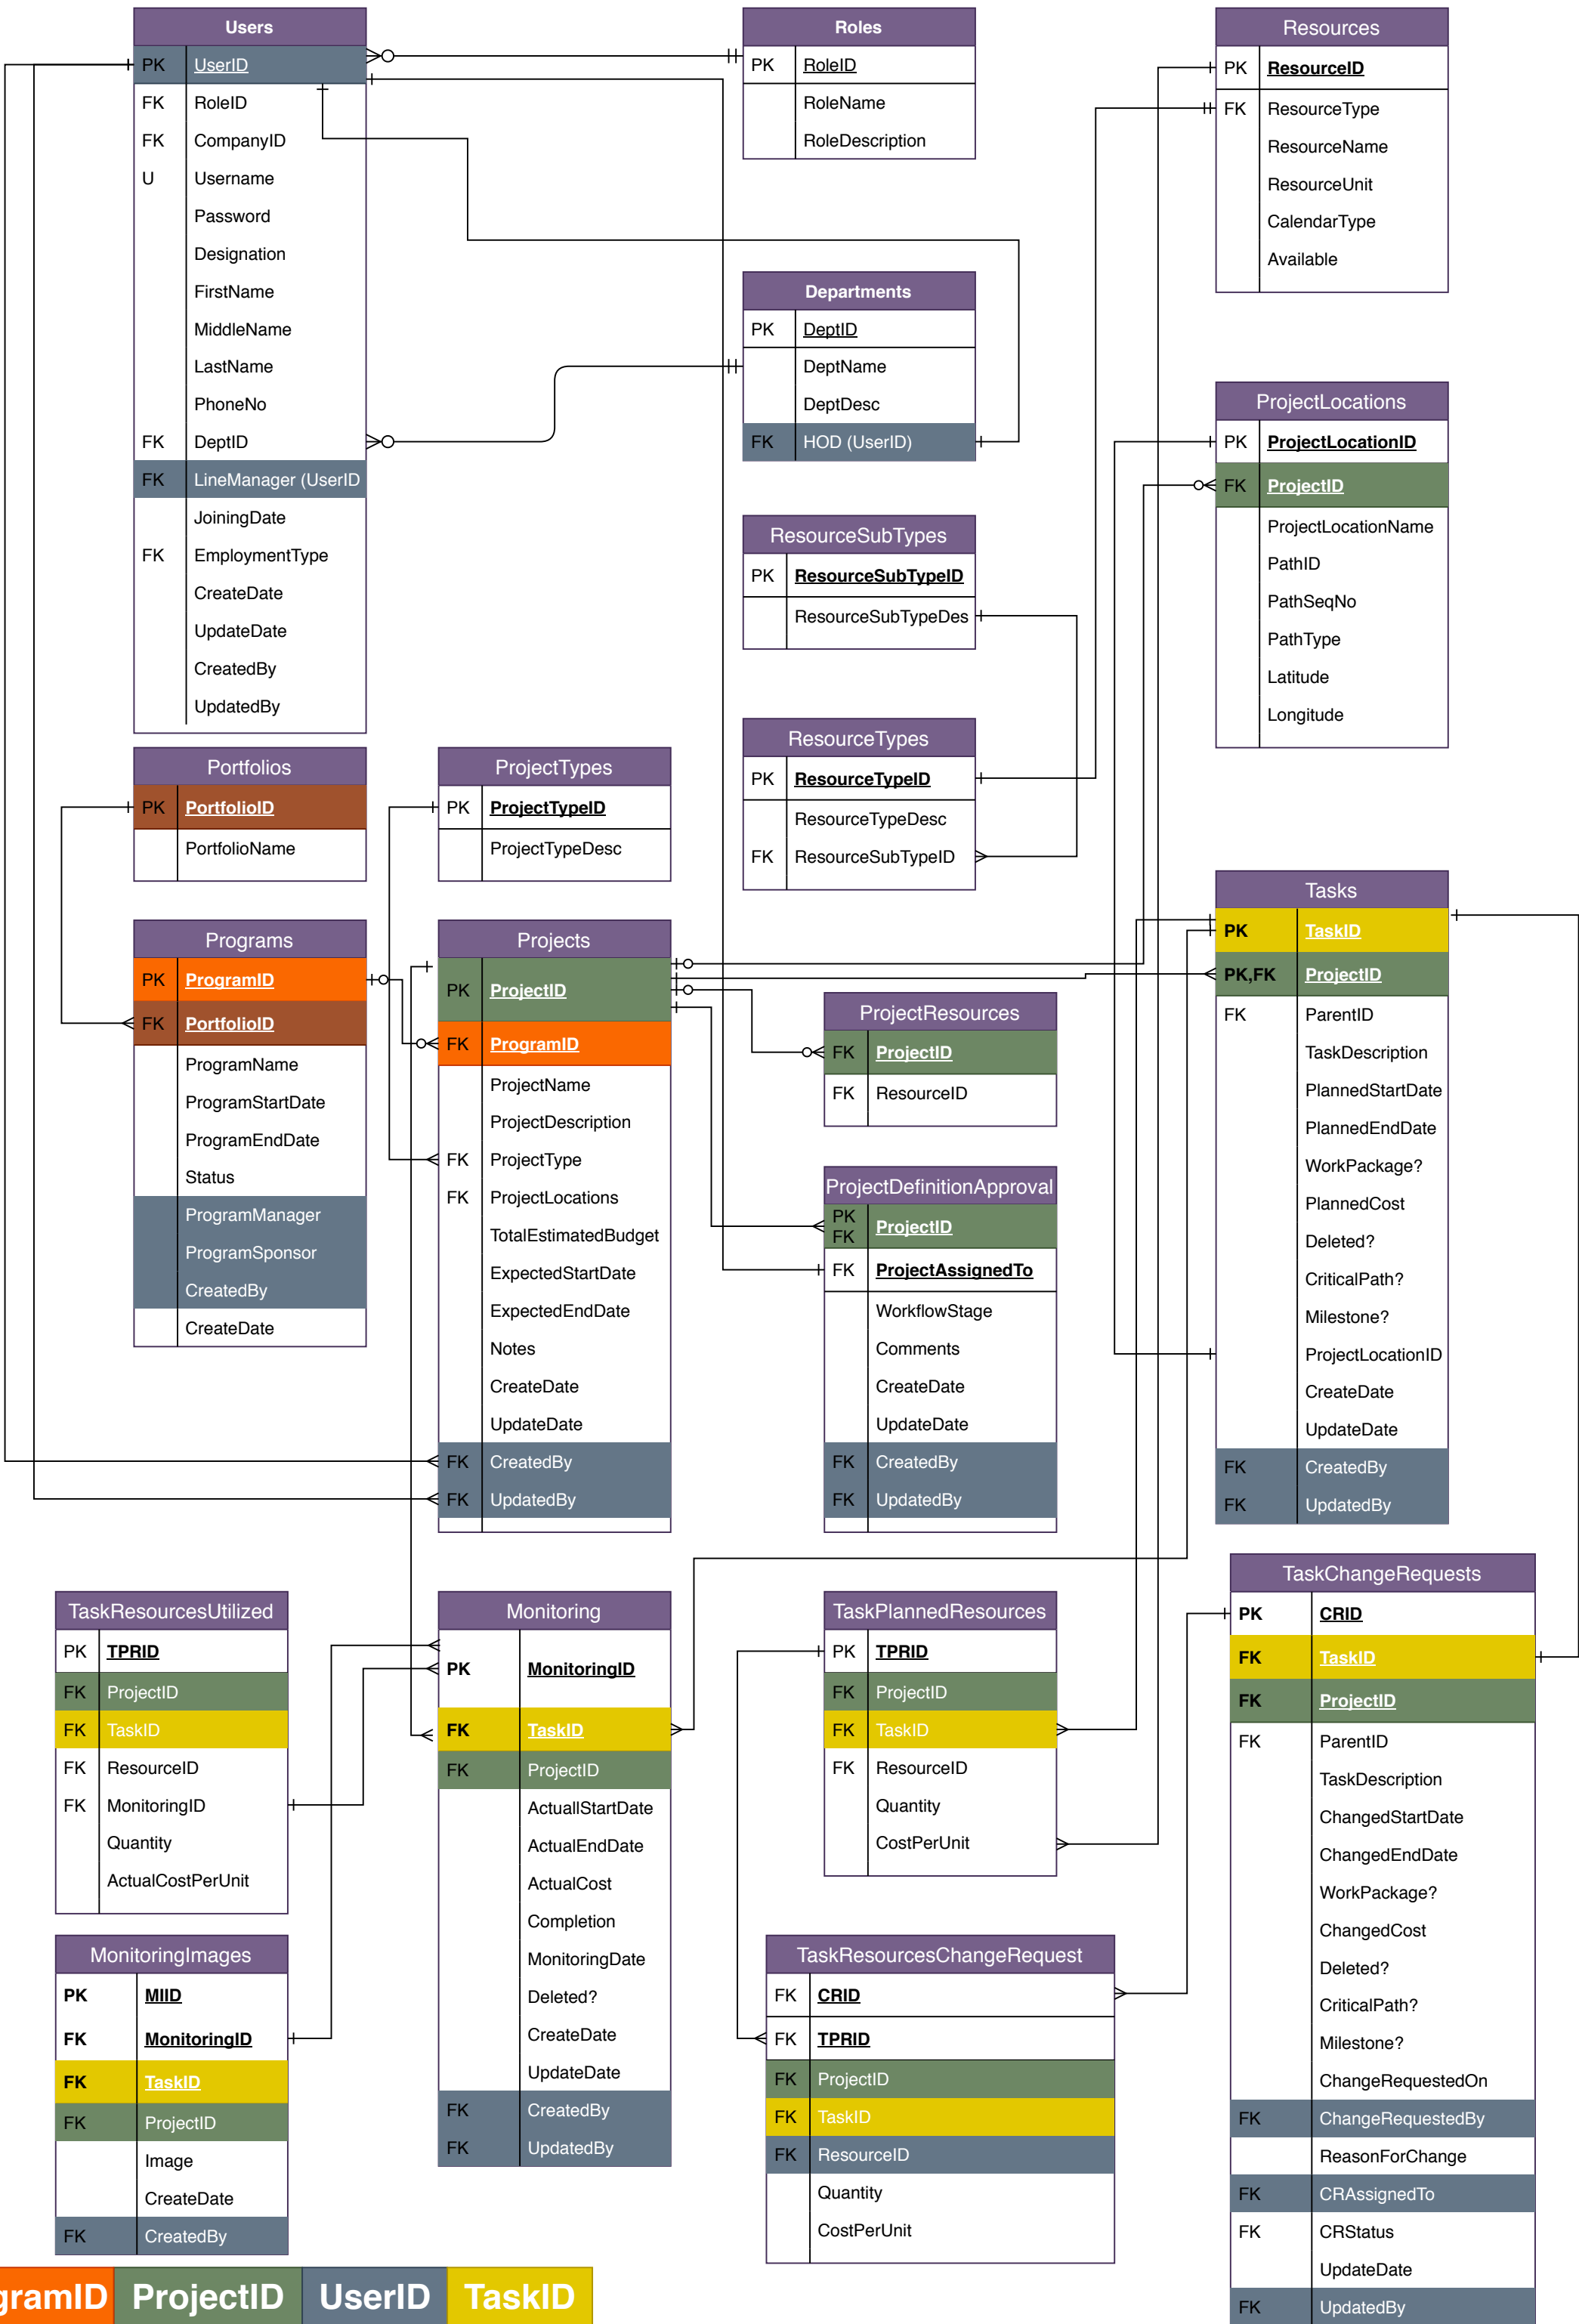 Users
PK UserID
FK RoleID
FK CompanyID
U Username
Password
Designation
FirstName
MiddleName
LastName
PhoneNo
FK DeptID
FK LineManager (UserID
JoiningDate
FK EmploymentType
CreateDate
UpdateDate
CreatedBy
UpdatedBy
Roles
PK RoleID
RoleName
RoleDescription
Resources
PK ResourceID
FK ResourceType
ResourceName
ResourceUnit
CalendarType
Available
Departments
PK DeptID
DeptName
DeptDesc
FK HOD (UserID)
ProjectLocations
PK ProjectLocationID
FK ProjectID
ProjectLocationName
PathID
PathSeqNo
PathType
Latitude
Longitude
ResourceSubTypes
PK ResourceSubTypeID
ResourceSubTypeDes
ResourceTypes
PK ResourceTypeID
ResourceTypeDesc
FK ResourceSubTypeID
Portfolios
PK PortfolioID
PortfolioName
ProjectTypes
PK ProjectTypeID
ProjectTypeDesc
Programs
PK ProgramID
FK PortfolioID
ProgramName
ProgramStartDate
ProgramEndDate
Status
ProgramManager
ProgramSponsor
CreatedBy
CreateDate
Projects
PK ProjectID
FK ProgramID
ProjectName
ProjectDescription
FK ProjectType
FK ProjectLocations
TotalEstimatedBudget
ExpectedStartDate
ExpectedEndDate
Notes
CreateDate
UpdateDate
FK CreatedBy
FK UpdatedBy
ProjectResources
FK ProjectID
FK ResourceID
ProjectDefinitionApproval
PK
FK ProjectID
FK ProjectAssignedTo
WorkflowStage
Comments
CreateDate
UpdateDate
FK CreatedBy
FK UpdatedBy
Tasks
PK TaskID
PK,FK ProjectID
FK ParentID
TaskDescription
PlannedStartDate
PlannedEndDate
WorkPackage?
PlannedCost
Deleted?
CriticalPath?
Milestone?
ProjectLocationID
CreateDate
UpdateDate
FK CreatedBy
FK UpdatedBy
TaskResourcesUtilized
PK TPRID
FK ProjectID
FK TaskID
FK ResourceID
FK MonitoringID
Quantity
ActualCostPerUnit
Monitoring
PK MonitoringID
FK TaskID
FK ProjectID
ActuallStartDate
ActualEndDate
ActualCost
Completion
MonitoringDate
Deleted?
CreateDate
UpdateDate
FK CreatedBy
FK UpdatedBy
TaskPlannedResources
PK TPRID
FK ProjectID
FK TaskID
FK ResourceID
Quantity
CostPerUnit
TaskChangeRequests
PK CRID
FK TaskID
FK ProjectID
FK ParentID
TaskDescription
ChangedStartDate
ChangedEndDate
WorkPackage?
ChangedCost
Deleted?
CriticalPath?
Milestone?
ChangeRequestedOn
FK ChangeRequestedBy
ReasonForChange
FK CRAssignedTo
FK CRStatus
UpdateDate
FK UpdatedBy
MonitoringImages
PK MIID
FK MonitoringID
FK TaskID
FK ProjectID
Image
CreateDate
FK CreatedBy
TaskResourcesChangeRequest
FK CRID
FK TPRID
FK ProjectID
FK TaskID
FK ResourceID
Quantity
CostPerUnit
gramID ProjectID UserID TaskID